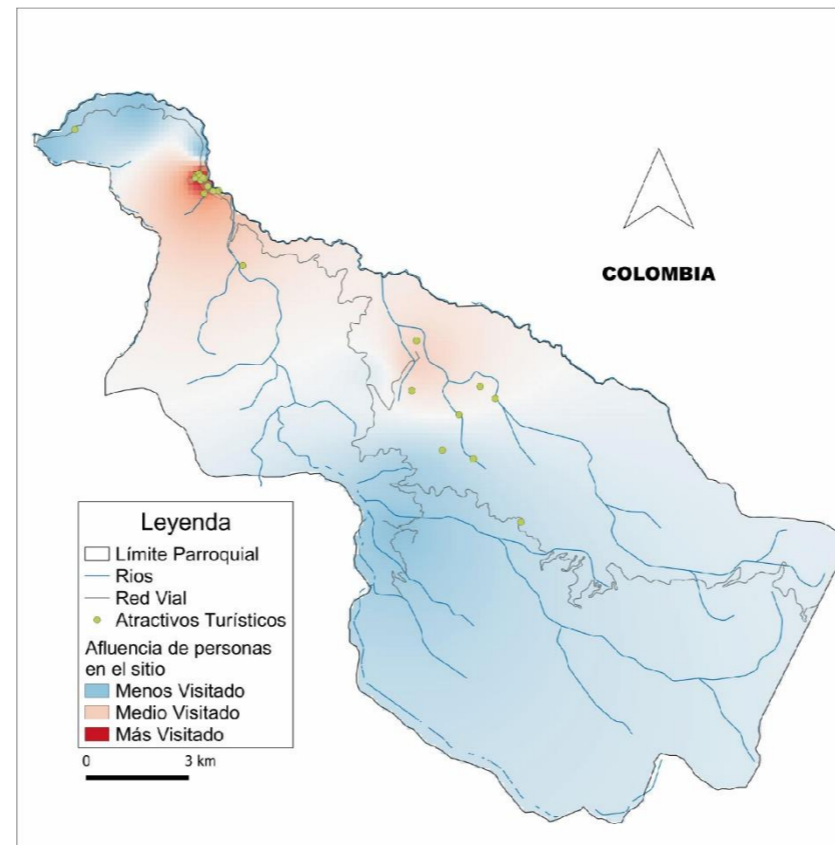 COLOMBIA
Leyenda
Límite Parroquial
Rios
Red Vial
Atractivos Turísticos
Afluencia de personas
en el sitio
Menos Visitado
Medio Visitado
Más Visitado
0 3 km